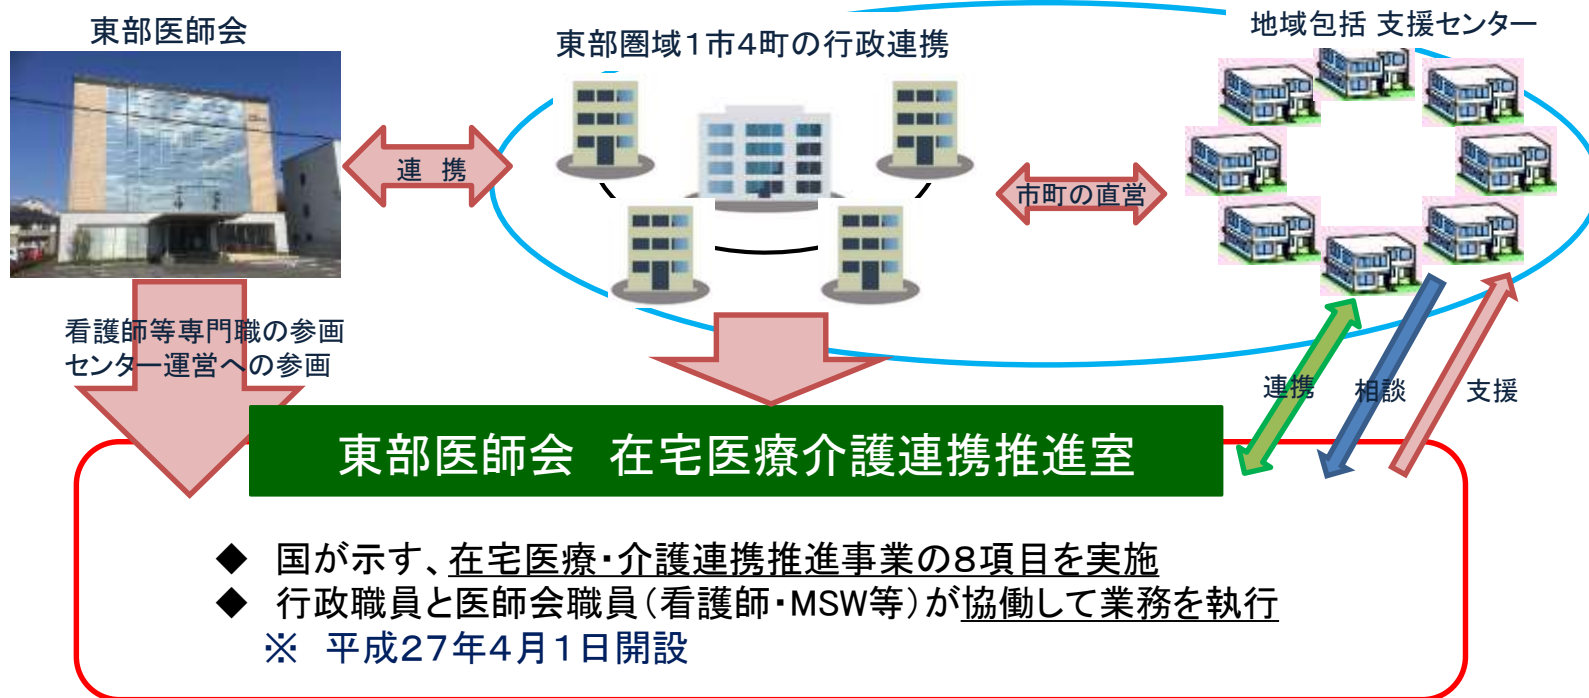 東部医師会
東部圏域1市4町の行政連携
地域包括 支援センター
連 携
市町の直営
看護師等専門職の参画
センター運営への参画
連携
相談
支援
東部医師会 在宅医療介護連携推進室
◆ 国が示す、在宅医療・介護連携推進事業の8項目を実施
◆ 行政職員と医師会職員(看護師・MSW等)が協働して業務を執行
※ 平成27年4月1日開設